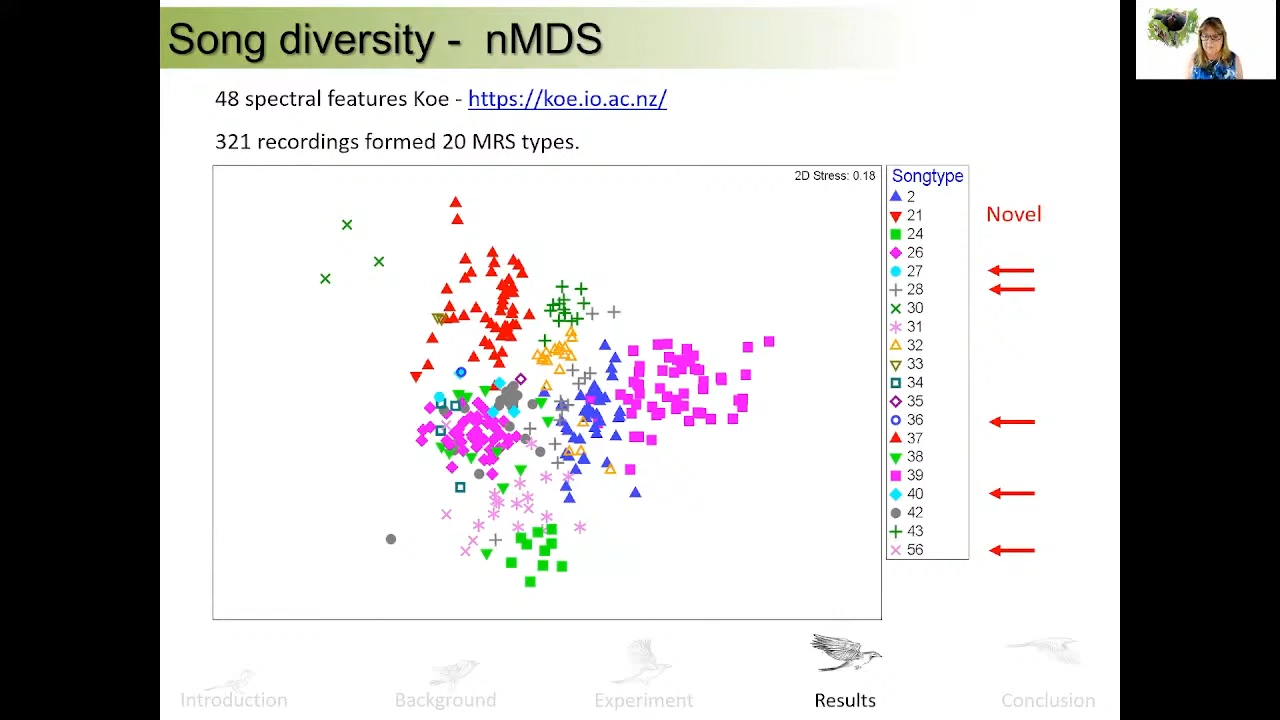 Song diversity - nMDS
48 spectral features Koe - https://koe.io.ac.nz/
321 recordings formed 20 MRS types.
2D Stress: 0.18
Songtype
2
21
24
26
27
28
30
31
32
33
34
35
36
37
38
39
40
42
43
56
Novel
Introduction
Background
Experiment
Results
Conclusion